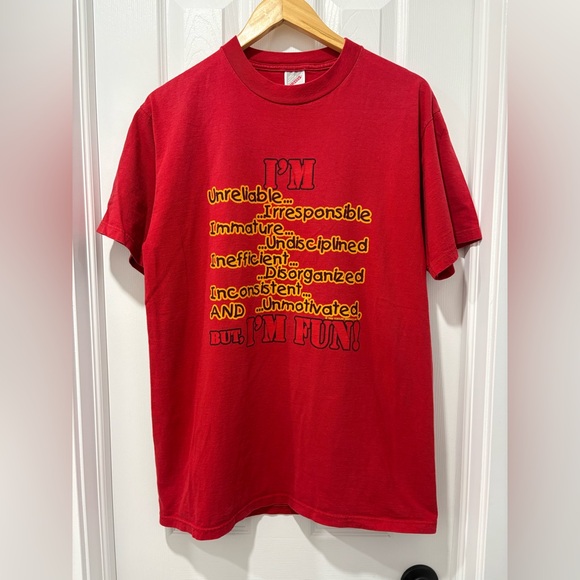 I'M
Unreliable...
...Irresponsible
Immature...
...Undisciplined
Inefficient...
...Disorganized
Inconsistent...
AND ...Unmotivated,
BUT, I'M FUN!